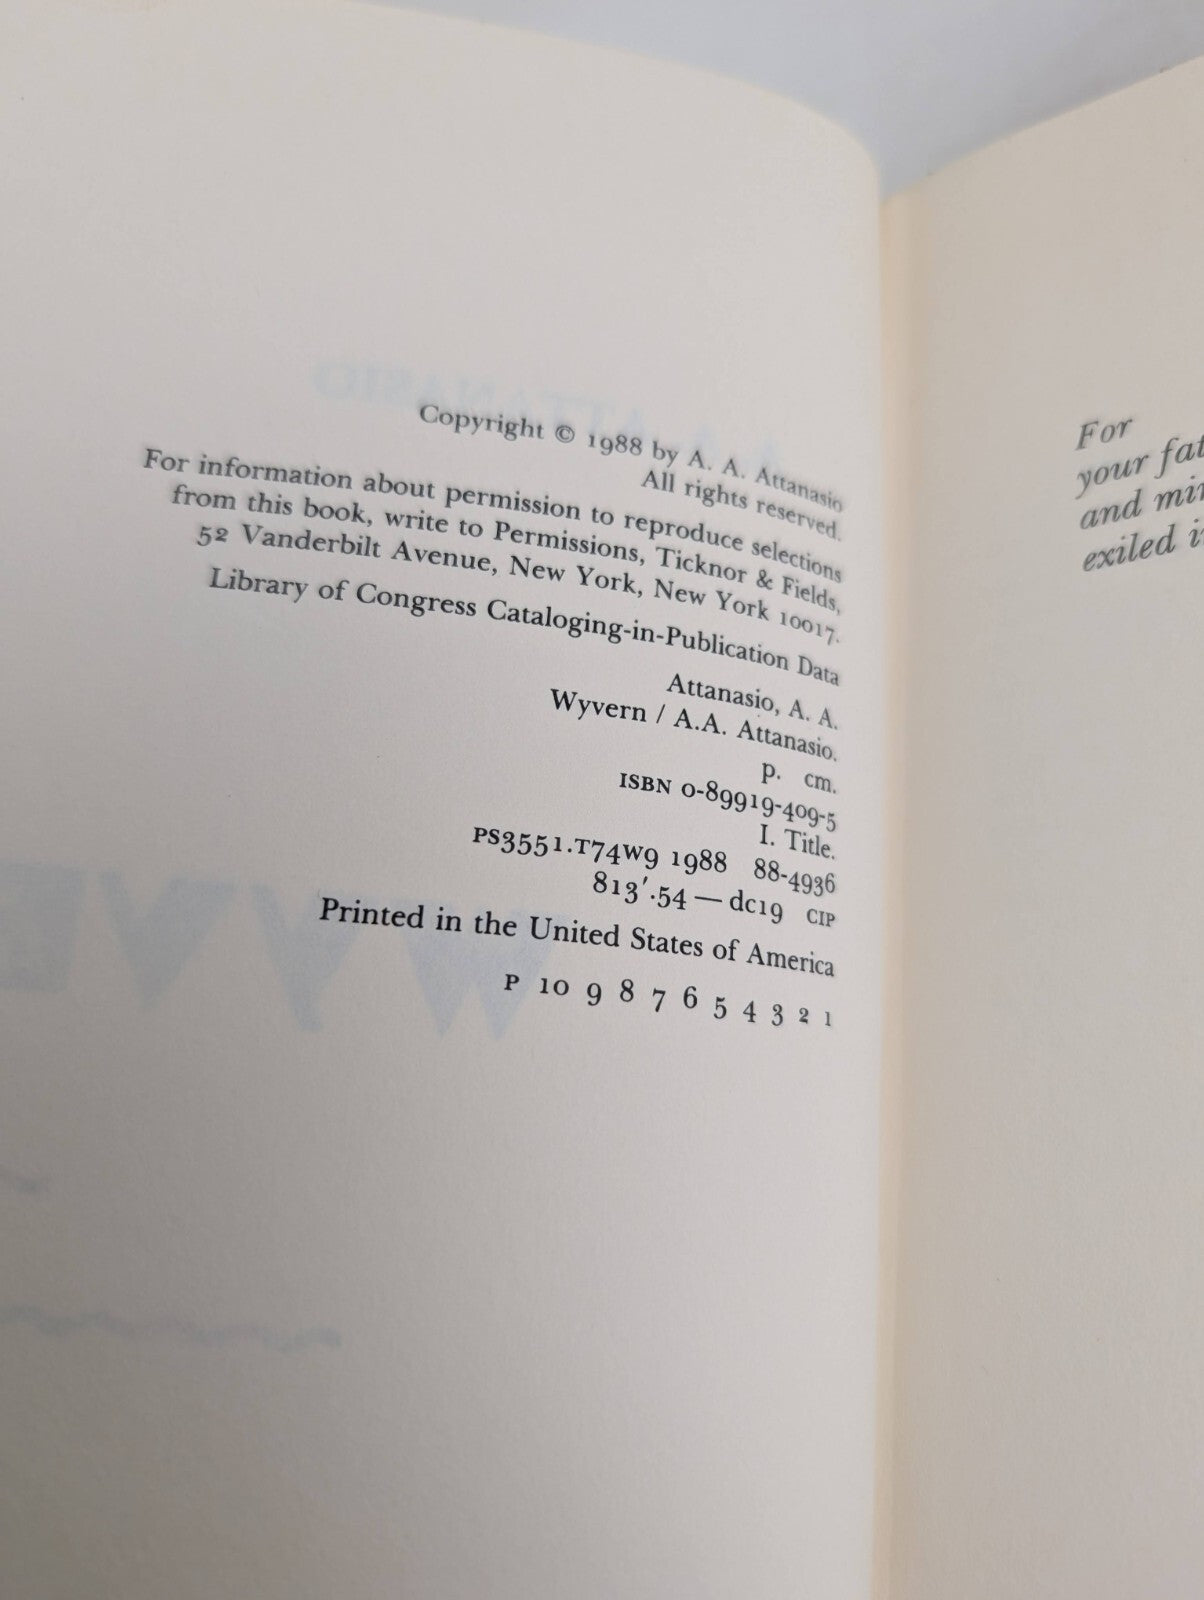 Copyright © 1988 by A. A. Attanasio
All rights reserved.
For information about permission to reproduce selections
from this book, write to Permissions, Ticknor & Fields,
52 Vanderbilt Avenue, New York, New York 10017.
Library of Congress Cataloging-in-Publication Data
Attanasio, A. A.
Wyvern / A.A. Attanasio.
p. cm.
ISBN 0-89919-409-5
I. Title.
PS3551.T74W9 1988 88-4936
813'.54 — dc19 CIP
Printed in the United States of America
P 10 9 8 7 6 5 4 3 2 1
For
your fat
and min
exiled i